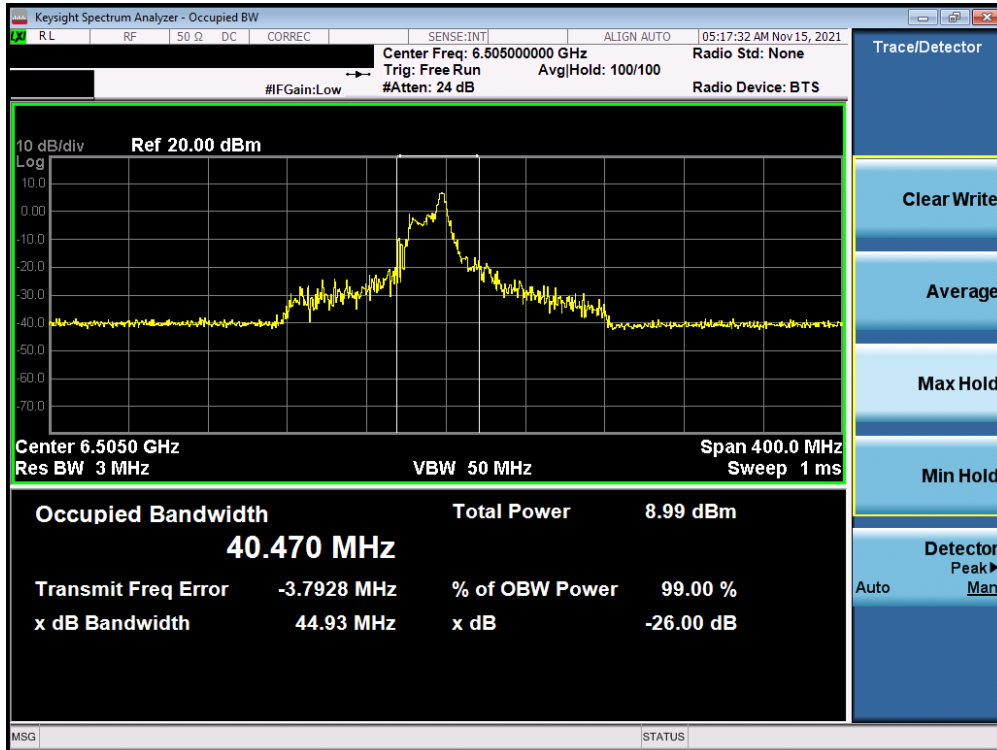 Keysight Spectrum Analyzer - Occupied BW
LXI RL RF 50 Ω DC CORREC SENSE:INT ALIGN AUTO 05:17:32 AM Nov 15, 2021
Center Freq: 6.505000000 GHz Radio Std: None
Trig: Free Run Avg|Hold: 100/100
#IFGain:Low #Atten: 24 dB Radio Device: BTS
10 dB/div Ref 20.00 dBm
Log
10.0
0.00
-10.0
-20.0
-30.0
-40.0
-50.0
-60.0
-70.0
Center 6.5050 GHz Span 400.0 MHz
Res BW 3 MHz VBW 50 MHz Sweep 1 ms
Occupied Bandwidth Total Power 8.99 dBm
40.470 MHz
Transmit Freq Error -3.7928 MHz % of OBW Power 99.00 %
x dB Bandwidth 44.93 MHz x dB -26.00 dB
MSG STATUS
Trace/Detector
Clear Write
Average
Max Hold
Min Hold
Detector
Peak▶
Auto Man